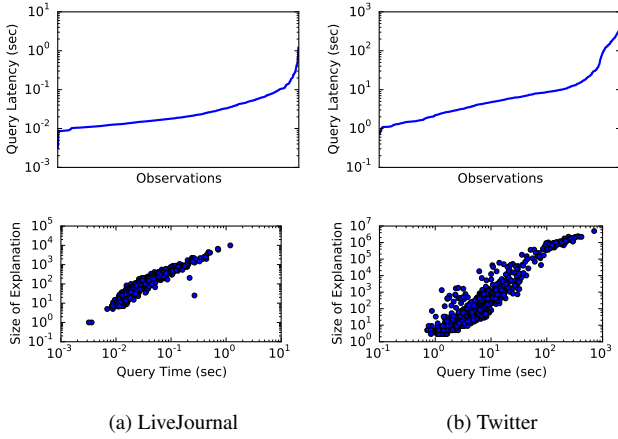 10^1
10^0
10^-1
10^-2
10^-3
Query Latency (sec)
Observations
10^3
10^2
10^1
10^0
10^-1
Query Latency (sec)
Observations
10^5
10^4
10^3
10^2
10^1
10^0
10^-1
Size of Explanation
10^-3 10^-2 10^-1 10^0 10^1
Query Time (sec)
10^7
10^6
10^5
10^4
10^3
10^2
10^1
10^0
10^-1
Size of Explanation
10^-1 10^0 10^1 10^2 10^3
Query Time (sec)
(a) LiveJournal
(b) Twitter